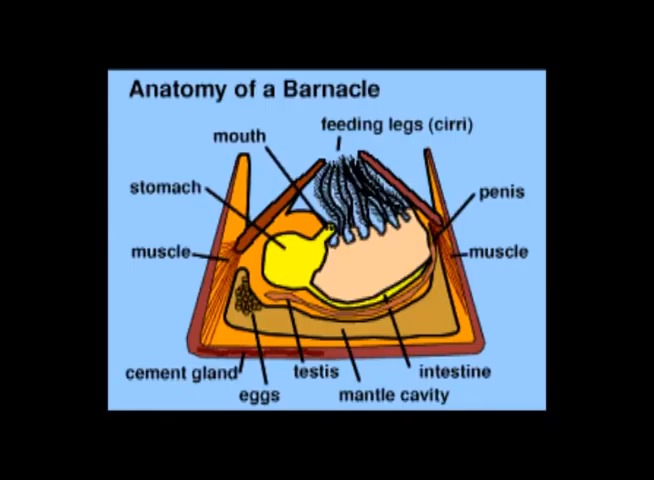 Anatomy of a Barnacle
feeding legs (cirri)
mouth
stomach
penis
muscle
muscle
cement gland
testis
intestine
eggs
mantle cavity